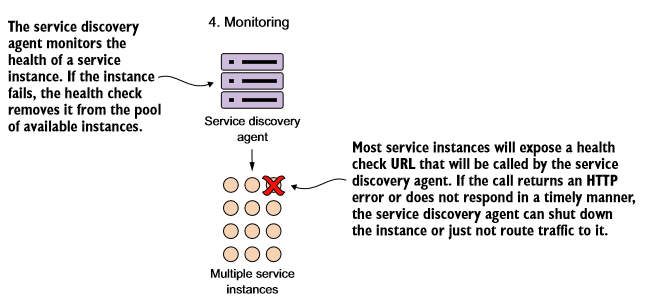 The service discovery
agent monitors the
health of a service
instance. If the instance
fails, the health check
removes it from the pool
of available instances.
4. Monitoring
Service discovery
agent
Most service instances will expose a health
check URL that will be called by the service
discovery agent. If the call returns an HTTP
error or does not respond in a timely manner,
the service discovery agent can shut down
the instance or just not route traffic to it.
Multiple service
instances